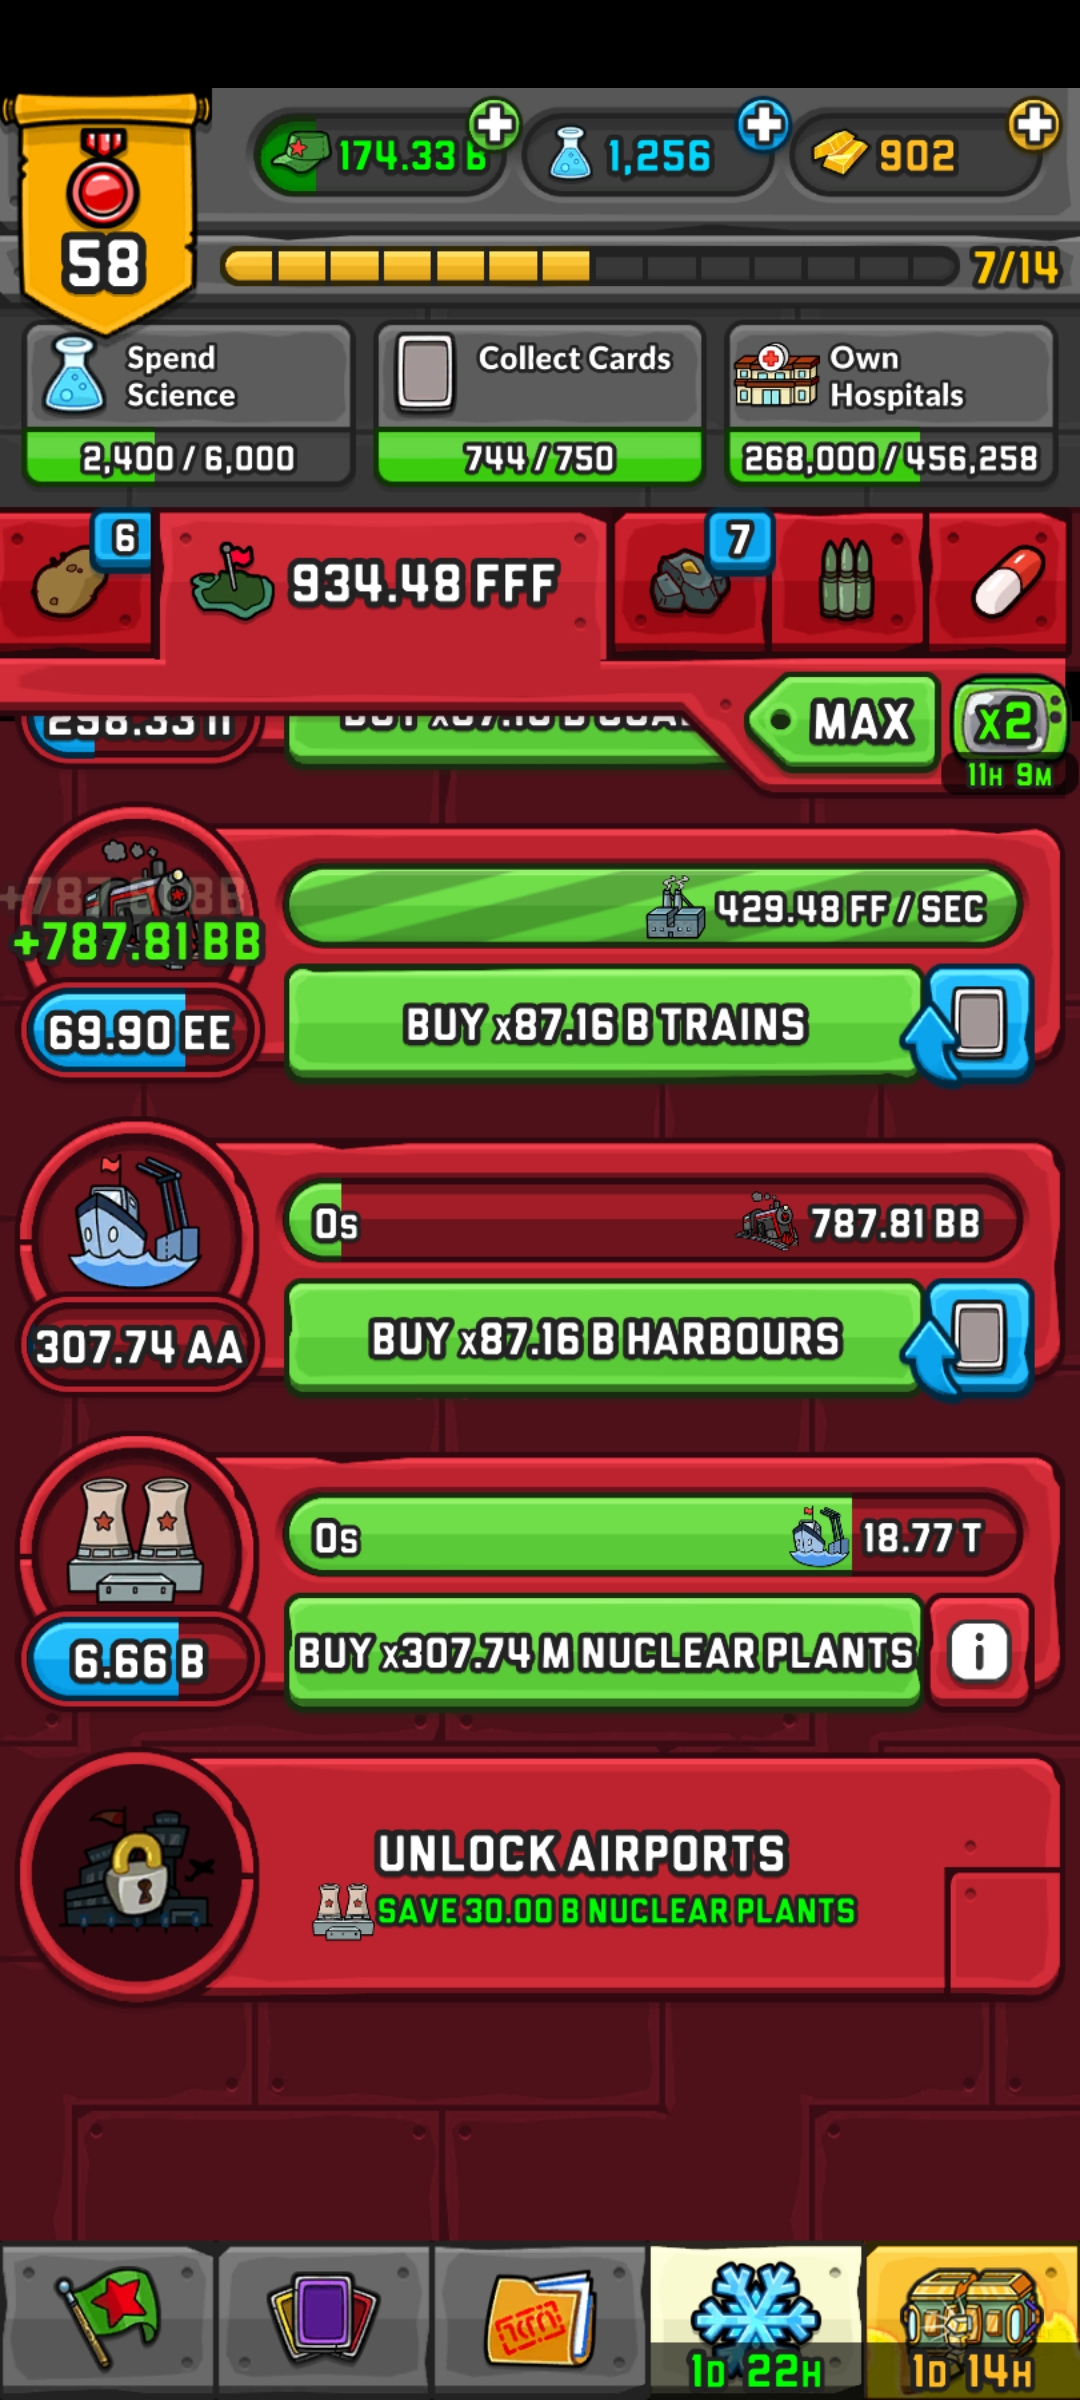 58
174.33 B
1,256
902
7/14
Spend
Science
2,400 / 6,000
Collect Cards
744 / 750
Own
Hospitals
268,000 / 456,258
6
934.48 FFF
7
MAX
x2
11H 9M
+787.81 BB
429.48 FF / SEC
69.90 EE
BUY x87.16 B TRAINS
0s
787.81 BB
307.74 AA
BUY x87.16 B HARBOURS
0s
18.77 T
6.66 B
BUY x307.74 M NUCLEAR PLANTS
i
UNLOCK AIRPORTS
SAVE 30.00 B NUCLEAR PLANTS
1D 22H
1D 14H